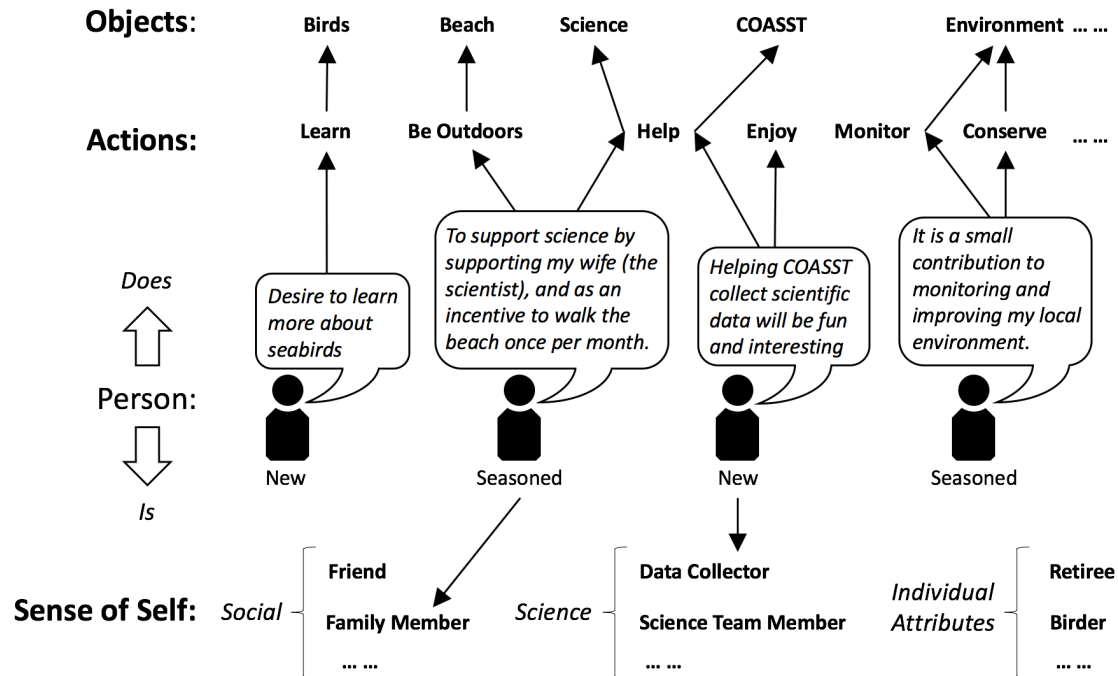 Objects: Birds Beach Science COASST Environment ... ...
Actions: Learn Be Outdoors Help Enjoy Monitor Conserve ... ...
Does
Person:
Is
Desire to learn
more about
seabirds
To support science by
supporting my wife (the
scientist), and as an
incentive to walk the
beach once per month.
Helping COASST
collect scientific
data will be fun
and interesting
It is a small
contribution to
monitoring and
improving my local
environment.
New Seasoned New Seasoned
Sense of Self:
Social
Friend
Family Member
... ...
Science
Data Collector
Science Team Member
... ...
Individual
Attributes
Retiree
Birder
... ...